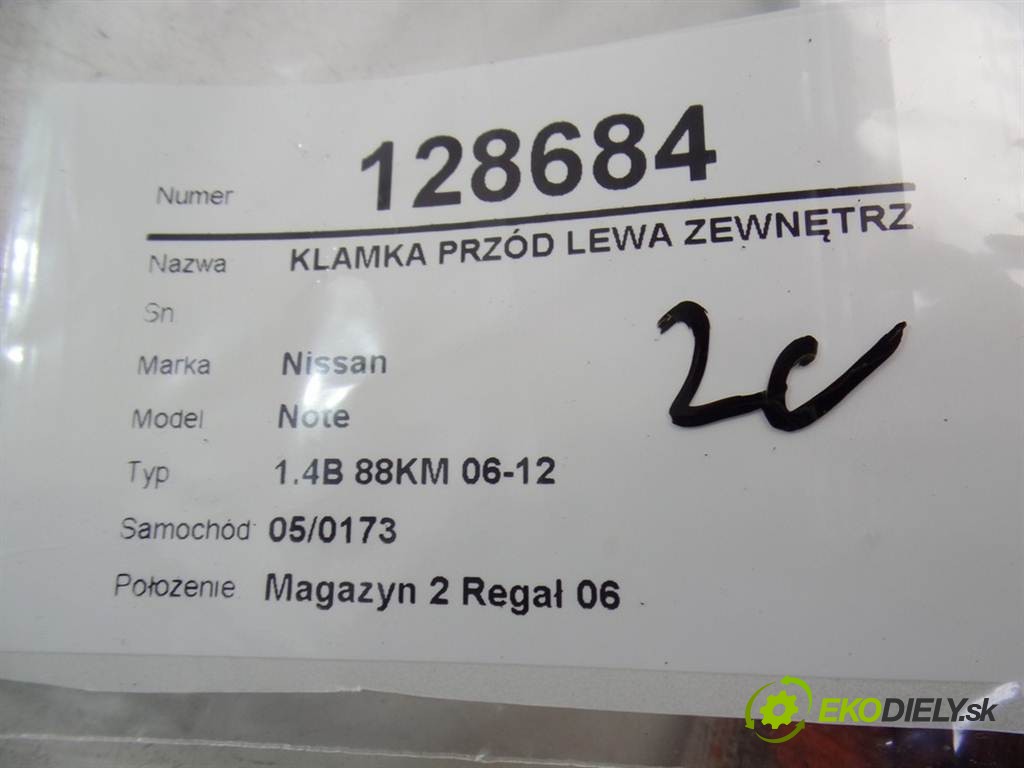 Numer 128684
Nazwa KLAMKA PRZÓD LEWA ZEWNĘTRZ
Sn
Marka Nissan
Model Note
Typ 1.4B 88KM 06-12
Samochód 05/0173
Położenie Magazyn 2 Regał 06
2c
EKODIELY.sk